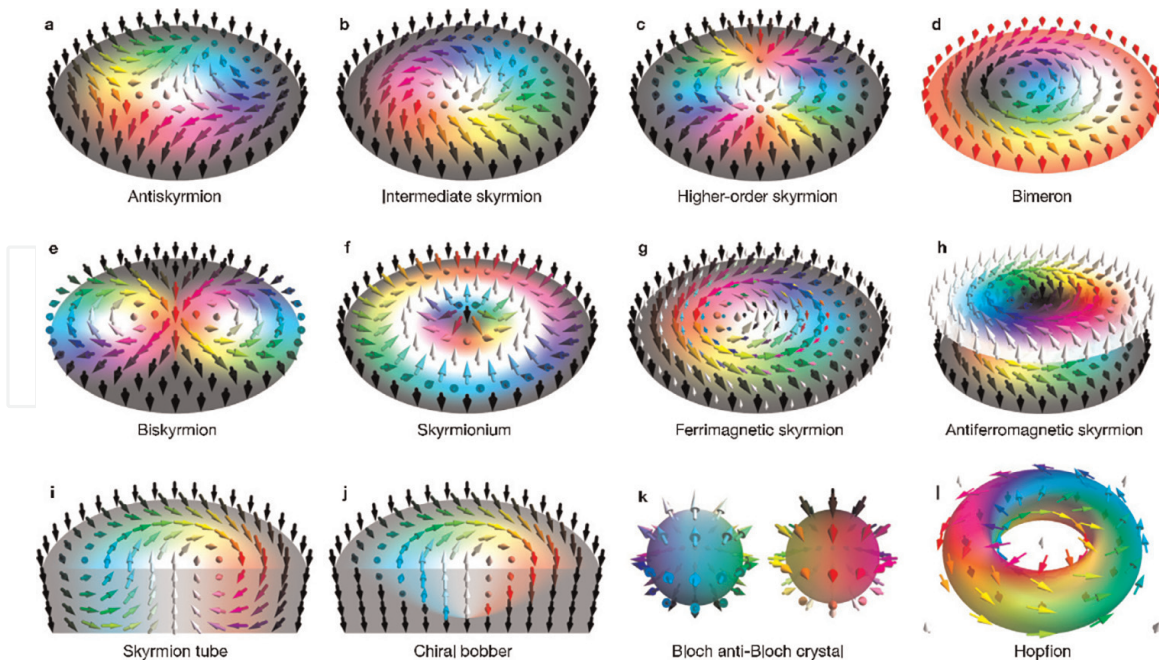 a b c d
Antiskyrmion Intermediate skyrmion Higher-order skyrmion Bimeron
e f g h
Biskyrmion Skyrmionium Ferrimagnetic skyrmion Antiferromagnetic skyrmion
i j k l
Skyrmion tube Chiral bobber Bloch anti-Bloch crystal Hopfion